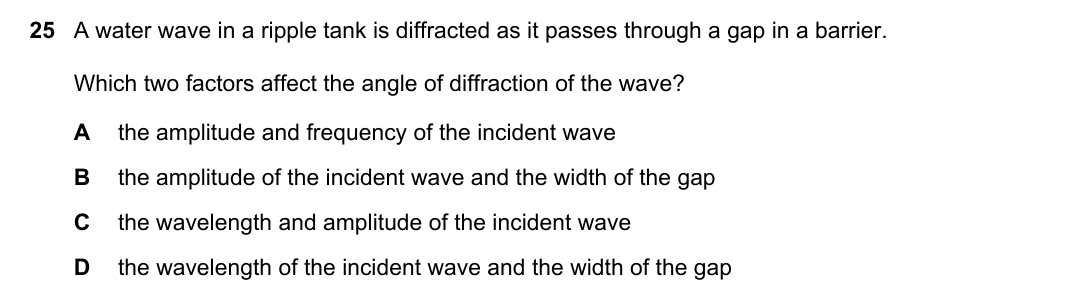 25 A water wave in a ripple tank is diffracted as it passes through a gap in a barrier.
Which two factors affect the angle of diffraction of the wave?
A the amplitude and frequency of the incident wave
B the amplitude of the incident wave and the width of the gap
C the wavelength and amplitude of the incident wave
D the wavelength of the incident wave and the width of the gap